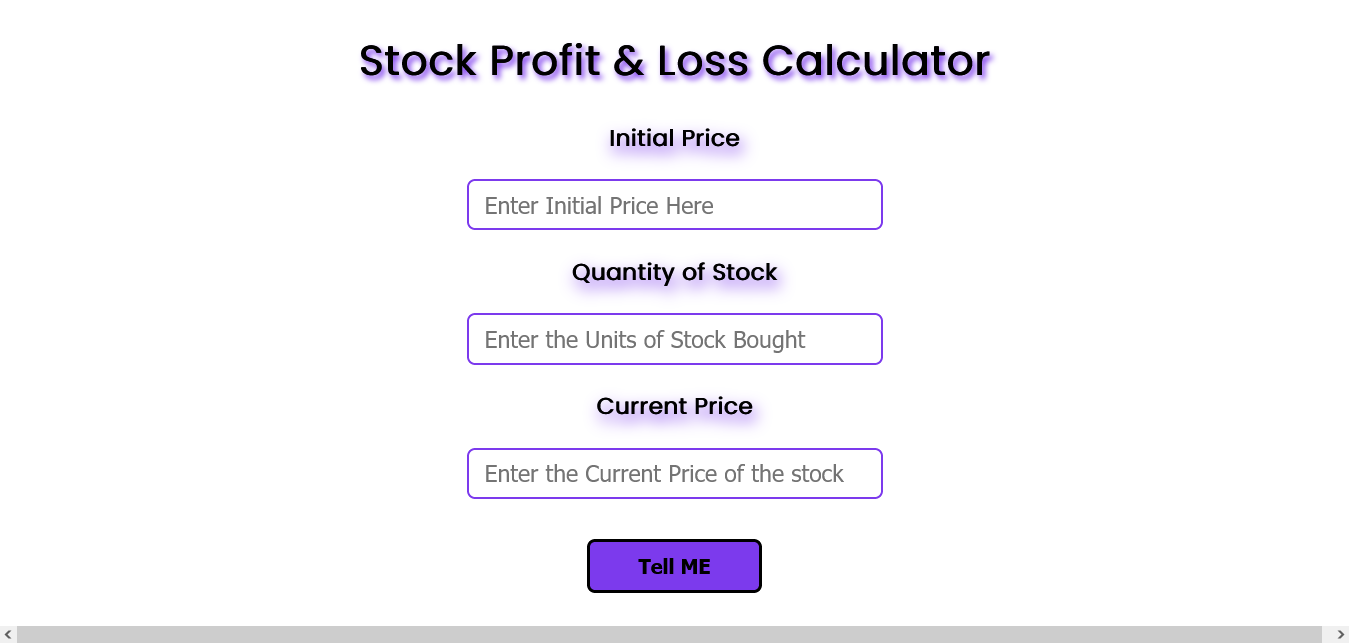 Stock Profit & Loss Calculator
Initial Price
Enter Initial Price Here
Quantity of Stock
Enter the Units of Stock Bought
Current Price
Enter the Current Price of the stock
Tell ME